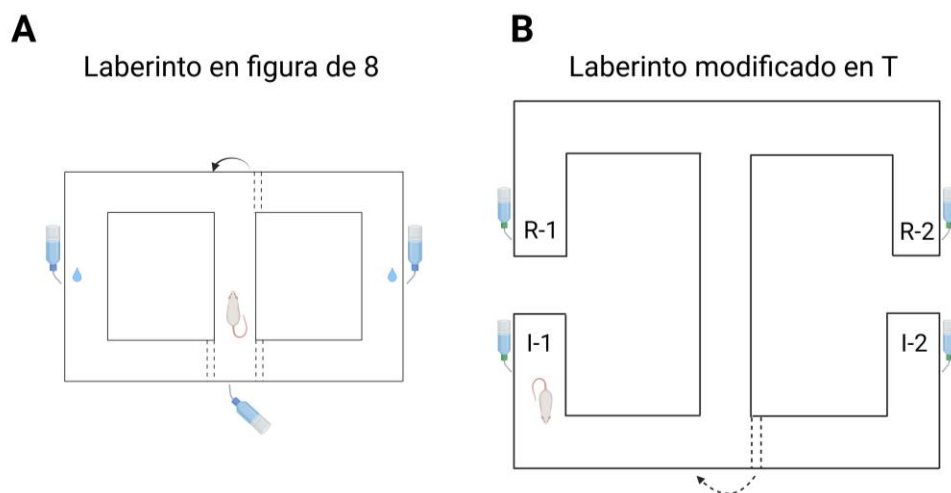 A
Laberinto en figura de 8
B
Laberinto modificado en T
R-1
R-2
I-1
I-2